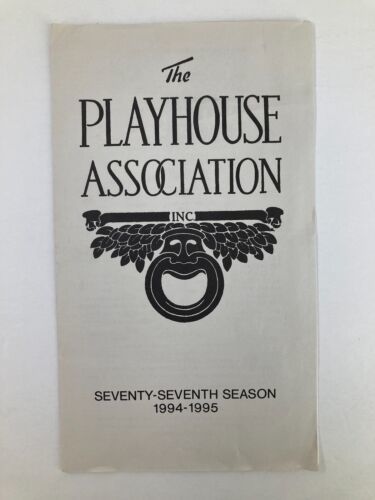 The
PLAYHOUSE
ASSOCIATION
INC.
SEVENTY-SEVENTH SEASON
1994-1995